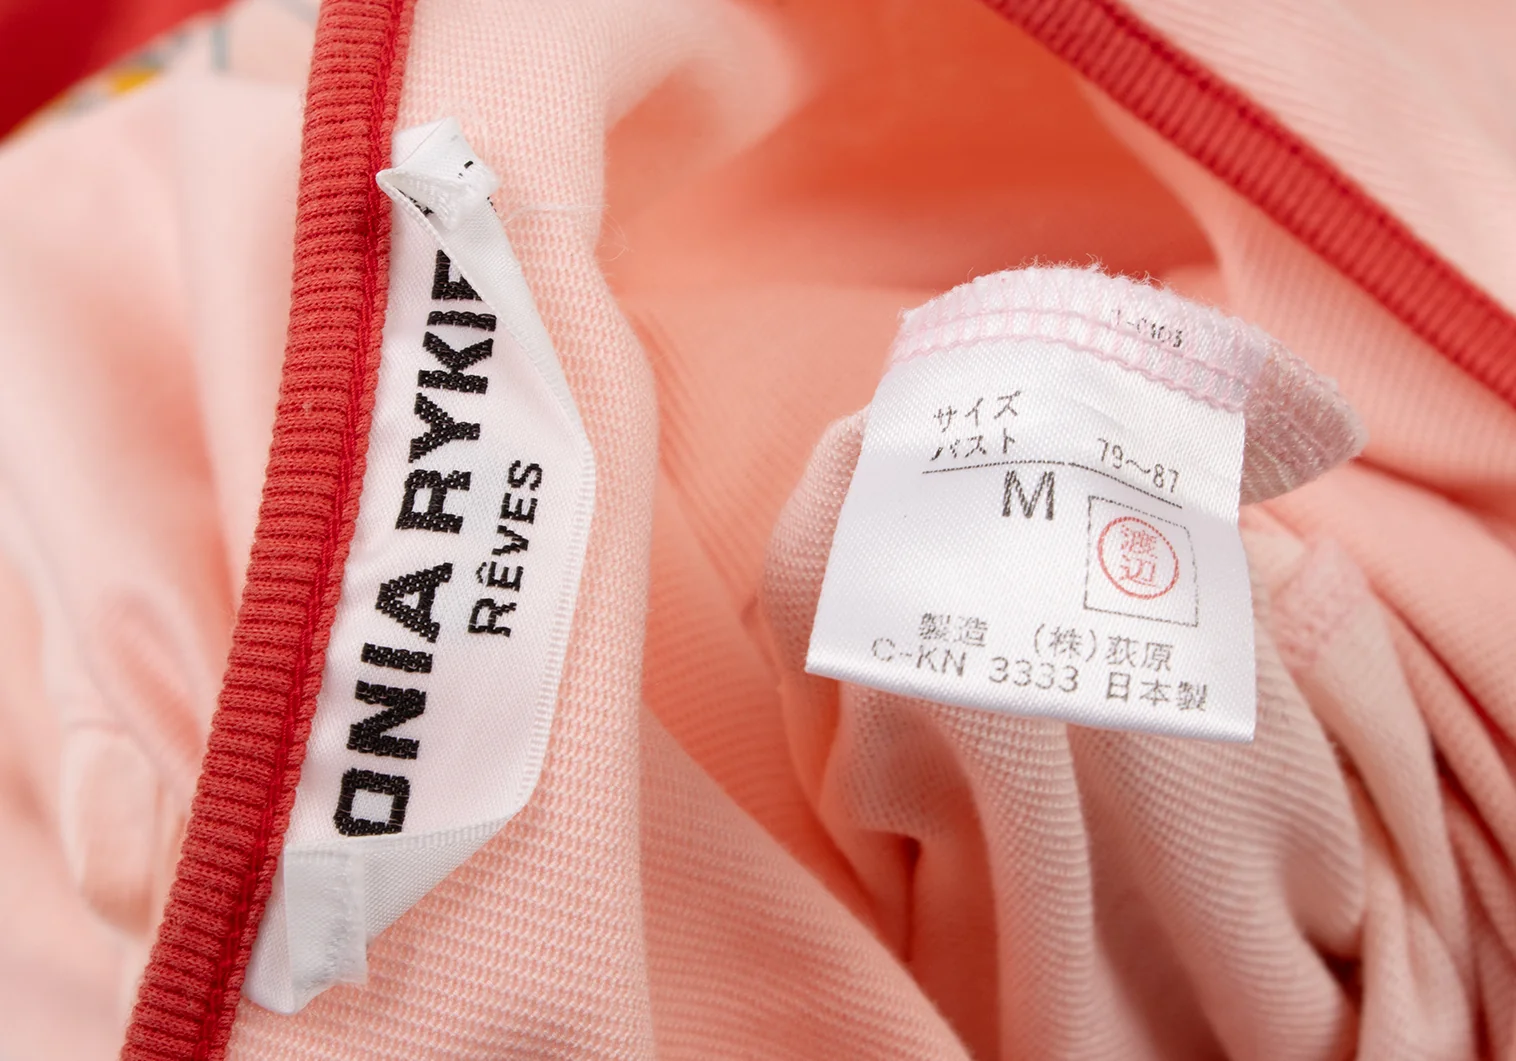 ONIA RYKIE
RÊVES
サイズ
バスト 79〜87
M
渡辺
製造 (株)荻原
C-KN 3333 日本製